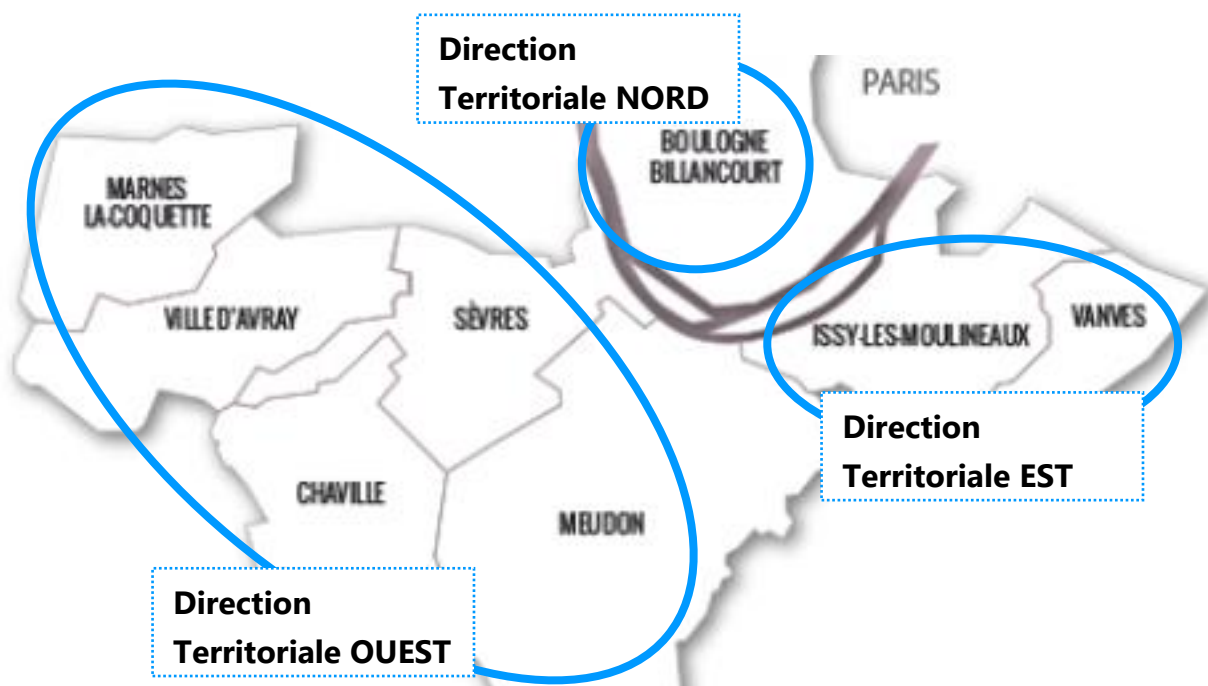 Direction
Territoriale NORD
PARIS
BOULOGNE
BILLANCOURT
MARNES
LA-COQUETTE
VILLE D'AVRAY
SÈVRES
ISSY-LES-MOULINEAUX
VANVES
Direction
Territoriale EST
CHAVILLE
MEUDON
Direction
Territoriale OUEST